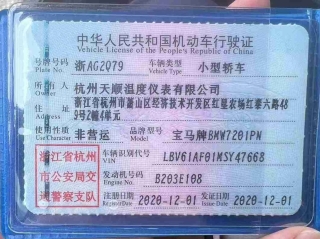 中华人民共和国机动车行驶证
Vehicle License of the People's Republic of China
号牌号码 浙AG2Q79 车辆类型 小型轿车
Plate No. Vehicle Type
所有人 杭州天顺温度仪表有限公司
Owner
住址 浙江省杭州市萧山区经济技术开发区红垦农场红泰六路48
Address 9号2幢4单元
使用性质 非营运 品牌型号 宝马牌BMW7201PN
Use Character Model
浙江省杭州
市公安局交
通警察支队
车辆识别代号 LBV61AF01MSY47668
VIN
发动机号码 B203E108
Engine No.
注册日期 2020-12-01 发证日期 2020-12-01
Register Date Issue Date